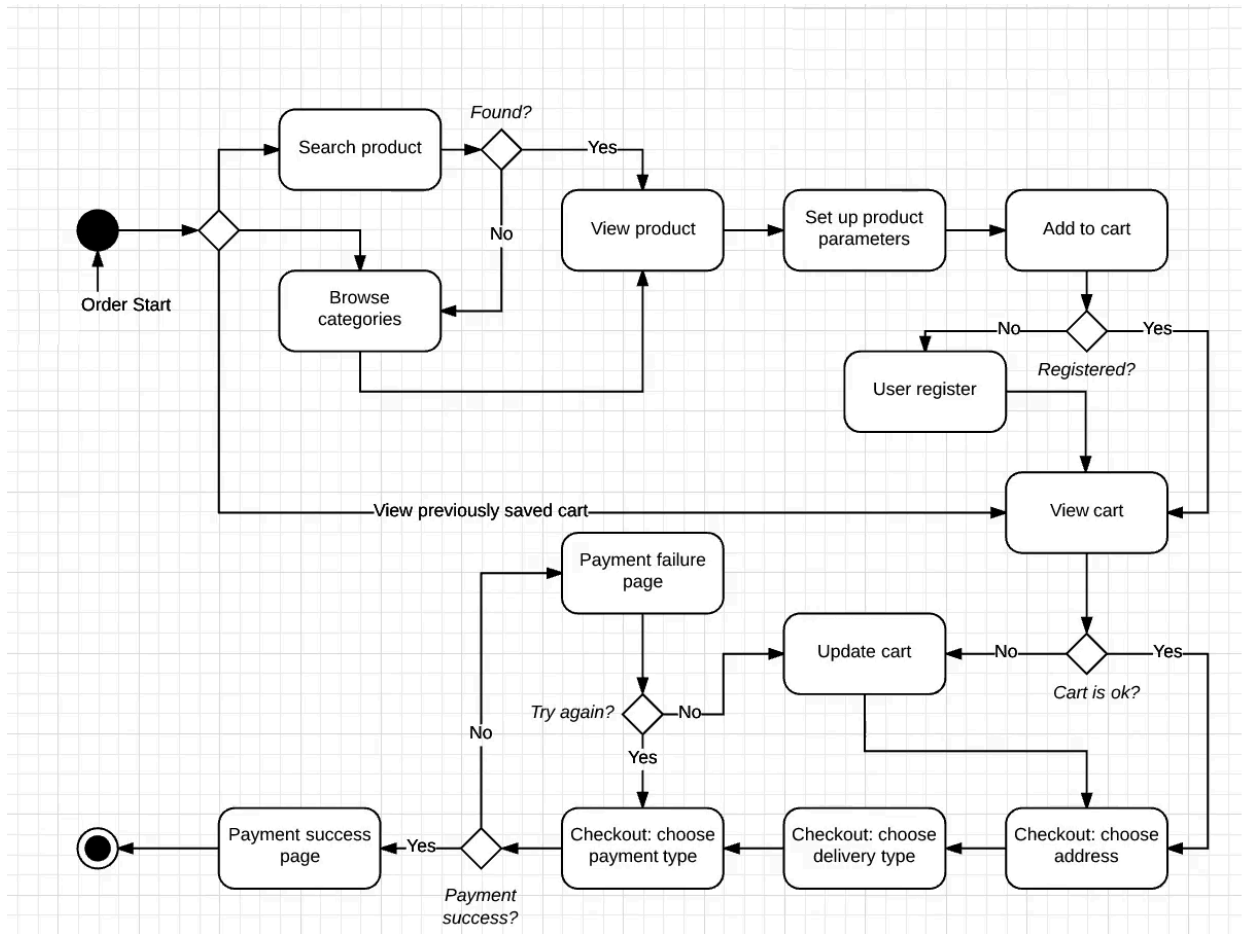 Found?
Search product
Yes
No
View product
Set up product
parameters
Add to cart
Order Start
Browse
categories
No
Yes
Registered?
User register
View previously saved cart
View cart
Payment failure
page
Update cart
No
Yes
Cart is ok?
Try again?
No
No
Yes
Payment success
page
Yes
Payment
success?
Checkout: choose
payment type
Checkout: choose
delivery type
Checkout: choose
address